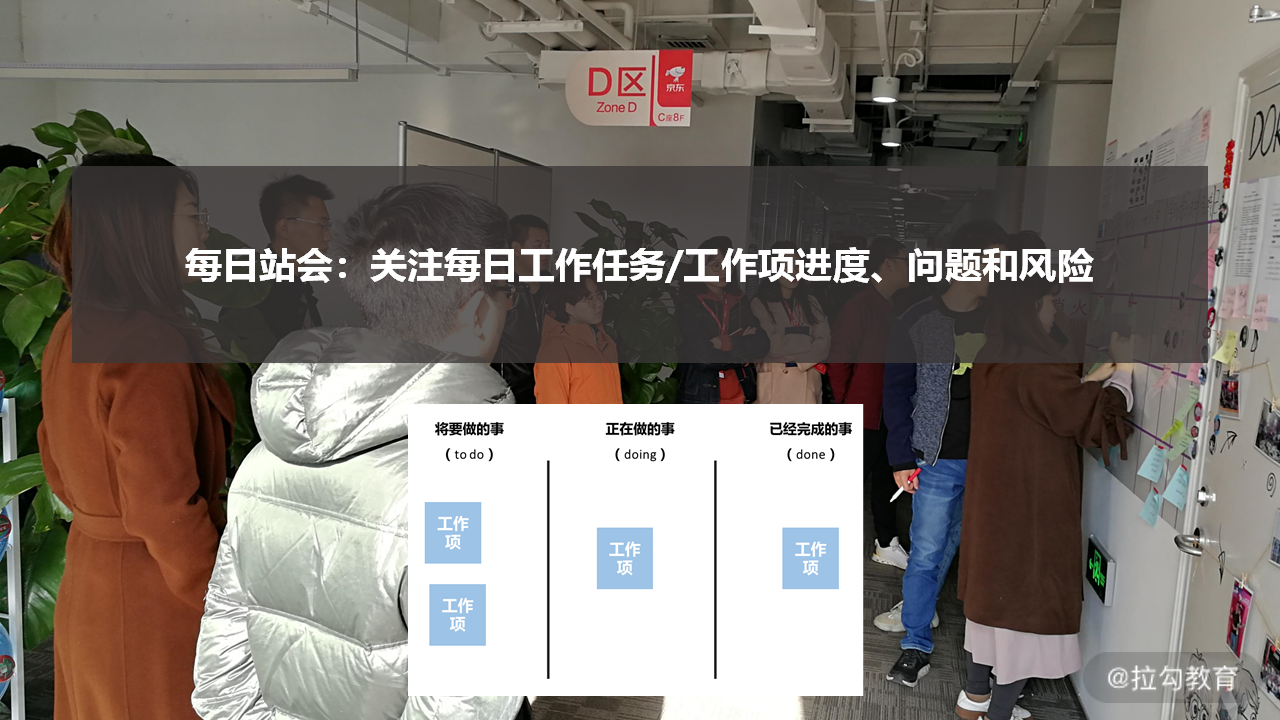 D区
Zone D
京东
C座8F
DON
每日站会：关注每日工作任务/工作项进度、问题和风险
将要做的事
（to do）
正在做的事
（doing）
已经完成的事
（done）
工作
项
工作
项
工作
项
工作
项
@拉勾教育